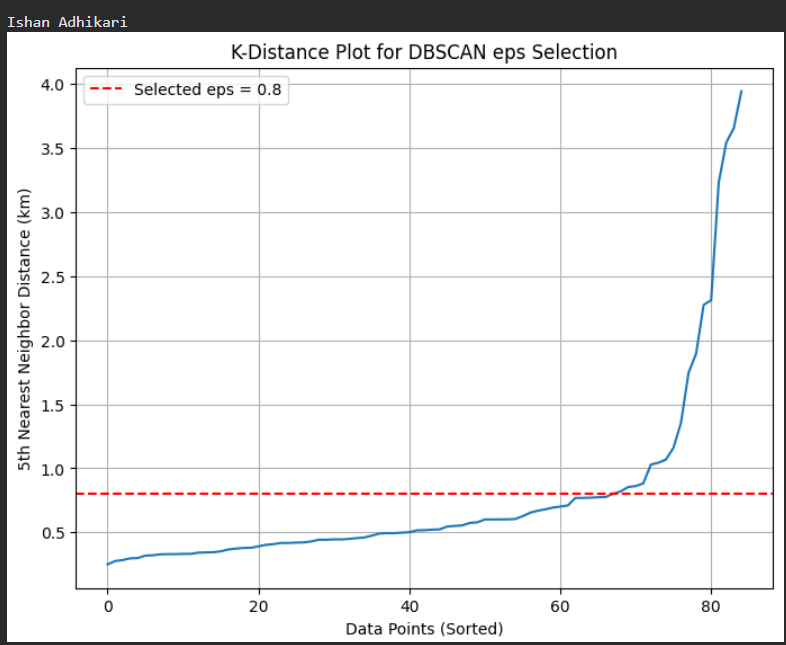 Ishan Adhikari
K-Distance Plot for DBSCAN eps Selection
Selected eps = 0.8
4.0
3.5
3.0
2.5
2.0
1.5
1.0
0.5
5th Nearest Neighbor Distance (km)
0 20 40 60 80
Data Points (Sorted)